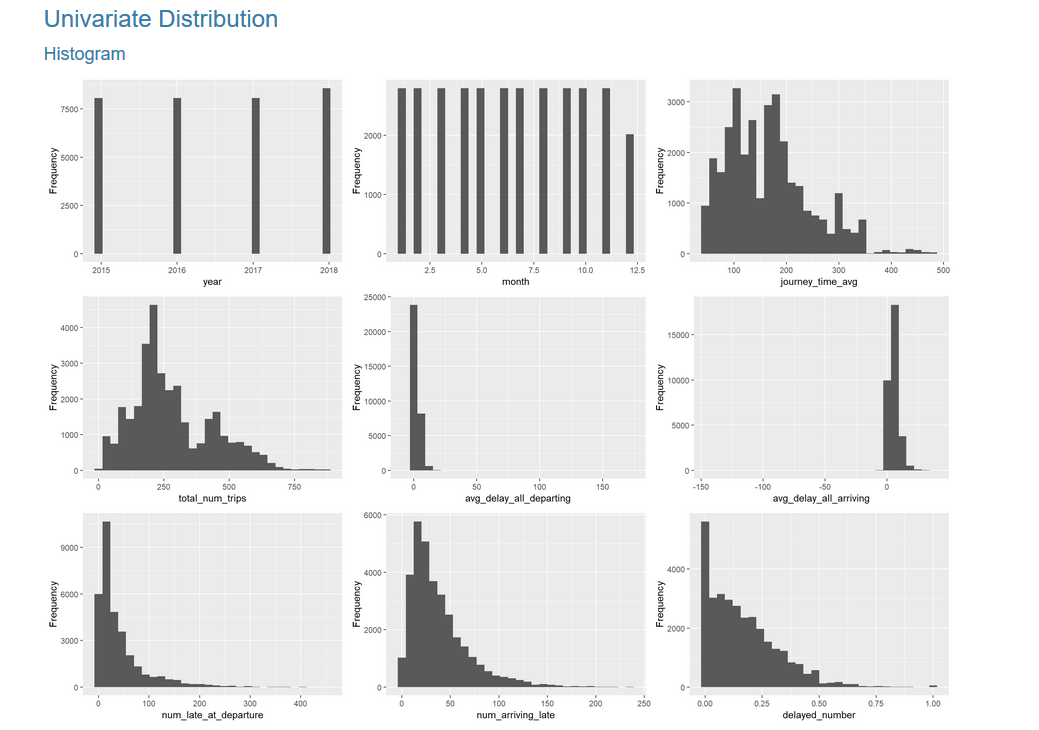 Univariate Distribution
Histogram
Frequency
7500
5000
2500
0
2015 2016 2017 2018
year
Frequency
2000
1000
0
2.5 5.0 7.5 10.0 12.5
month
Frequency
3000
2000
1000
0
100 200 300 400 500
journey_time_avg
Frequency
4000
3000
2000
1000
0
0 250 500 750
total_num_trips
Frequency
25000
20000
15000
10000
5000
0
0 50 100 150
avg_delay_all_departing
Frequency
15000
10000
5000
0
-150 -100 -50 0
avg_delay_all_arriving
Frequency
9000
6000
3000
0
0 100 200 300 400
num_late_at_departure
Frequency
6000
4000
2000
0
0 50 100 150 200 250
num_arriving_late
Frequency
4000
2000
0
0.00 0.25 0.50 0.75 1.00
delayed_number